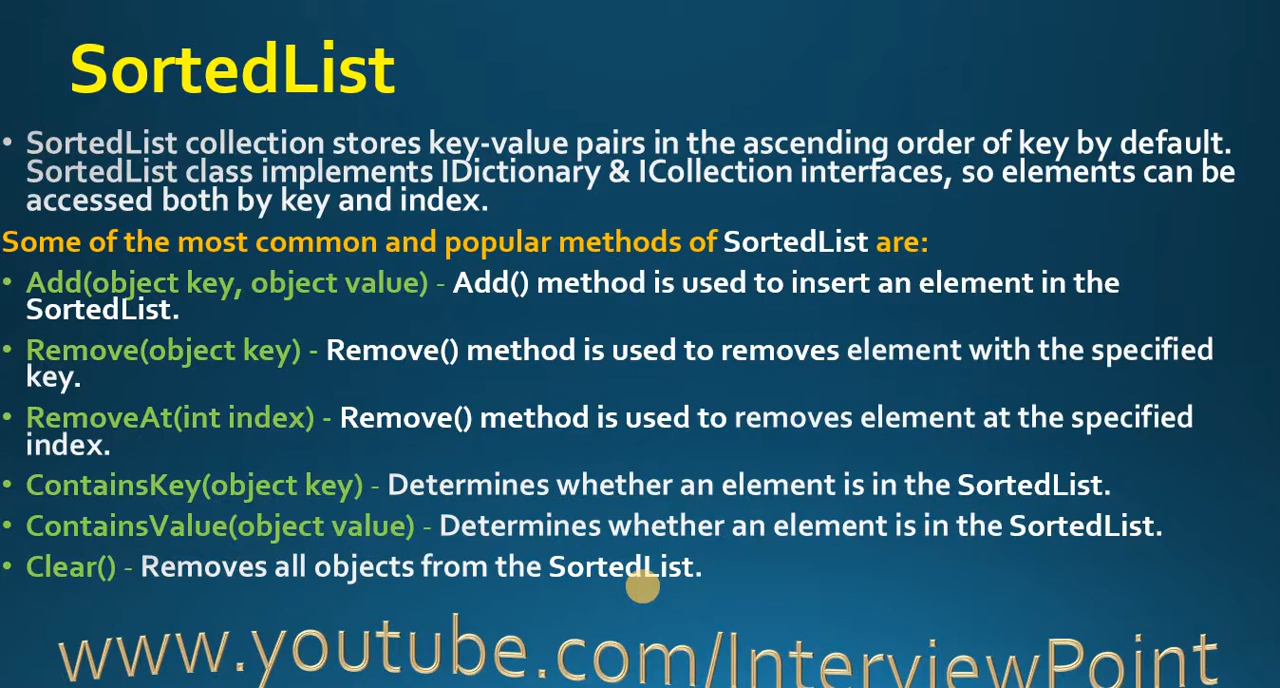 SortedList
• SortedList collection stores key-value pairs in the ascending order of key by default.
SortedList class implements IDictionary & ICollection interfaces, so elements can be
accessed both by key and index.
Some of the most common and popular methods of SortedList are:
• Add(object key, object value) - Add() method is used to insert an element in the
SortedList.
• Remove(object key) - Remove() method is used to removes element with the specified
key.
• RemoveAt(int index) - Remove() method is used to removes element at the specified
index.
• ContainsKey(object key) - Determines whether an element is in the SortedList.
• ContainsValue(object value) - Determines whether an element is in the SortedList.
• Clear() - Removes all objects from the SortedList.
www.youtube.com/InterviewPoint